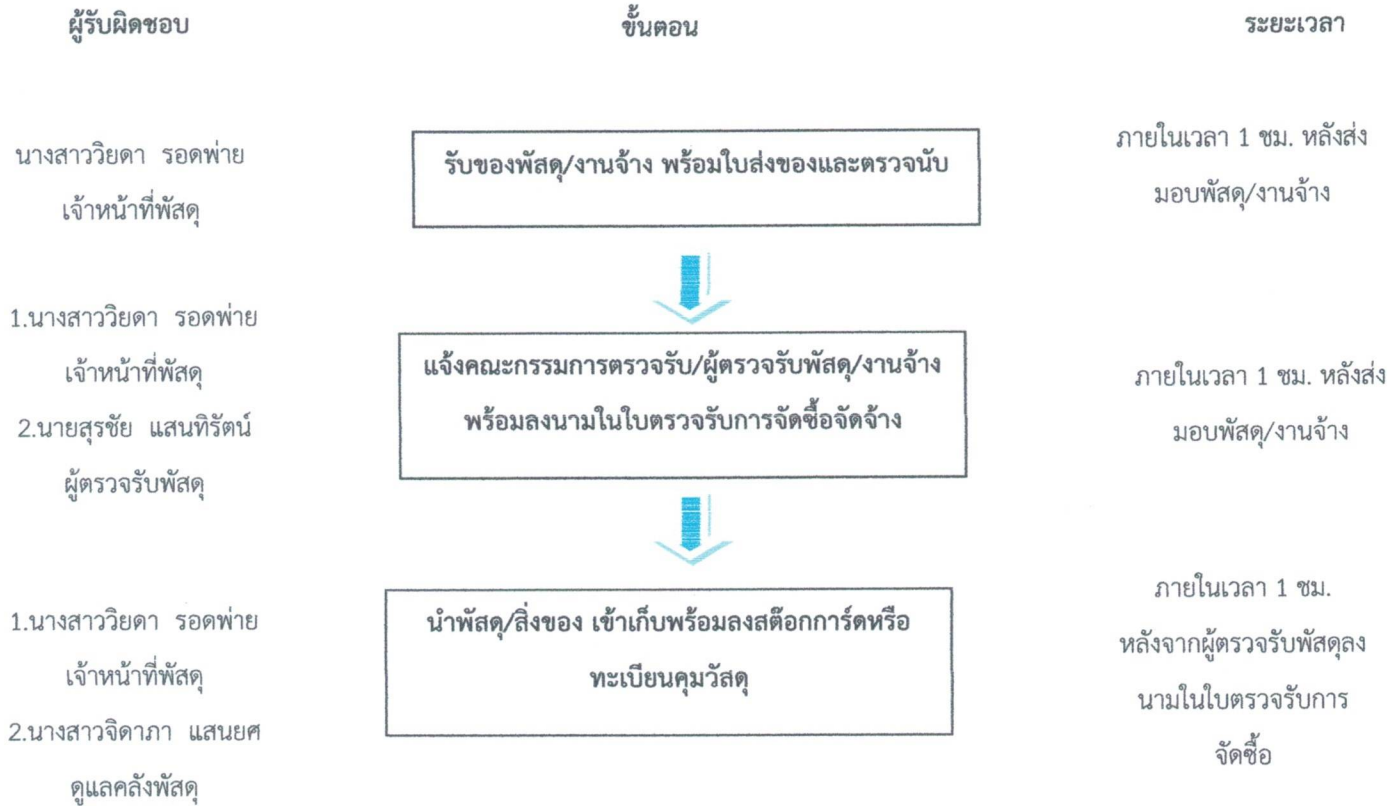 ผู้รับผิดชอบ
ขั้นตอน
ระยะเวลา
นางสาววิยดา รอดพ่าย
เจ้าหน้าที่พัสดุ
รับของพัสดุ/งานจ้าง พร้อมใบส่งของและตรวจนับ
ภายในเวลา 1 ชม. หลังส่ง
มอบพัสดุ/งานจ้าง
1.นางสาววิยดา รอดพ่าย
เจ้าหน้าที่พัสดุ
2.นายสุรชัย แสนทิรัตน์
ผู้ตรวจรับพัสดุ
แจ้งคณะกรรมการตรวจรับ/ผู้ตรวจรับพัสดุ/งานจ้าง
พร้อมลงนามในใบตรวจรับการจัดซื้อจัดจ้าง
ภายในเวลา 1 ชม. หลังส่ง
มอบพัสดุ/งานจ้าง
1.นางสาววิยดา รอดพ่าย
เจ้าหน้าที่พัสดุ
2.นางสาวจิดาภา แสนยศ
ดูแลคลังพัสดุ
นำพัสดุ/สิ่งของ เข้าเก็บพร้อมลงสต๊อกการ์ดหรือ
ทะเบียนคุมวัสดุ
ภายในเวลา 1 ชม.
หลังจากผู้ตรวจรับพัสดุลง
นามในใบตรวจรับการ
จัดซื้อ